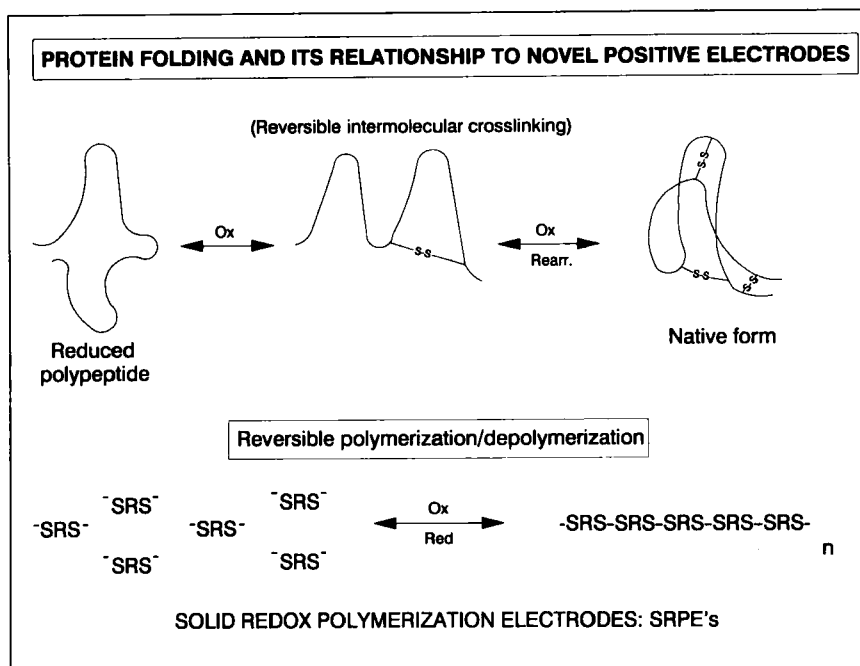 PROTEIN FOLDING AND ITS RELATIONSHIP TO NOVEL POSITIVE ELECTRODES
(Reversible intermolecular crosslinking)
Ox
Ox
Rearr.
s-s
s-s
s-s
s-s
Reduced
polypeptide
Native form
Reversible polymerization/depolymerization
⁻SRS⁻ ⁻SRS⁻ ⁻SRS⁻ ⁻SRS⁻
⁻SRS⁻ ⁻SRS⁻
Ox
Red
-SRS-SRS-SRS-SRS-SRS-
n
SOLID REDOX POLYMERIZATION ELECTRODES: SRPE's